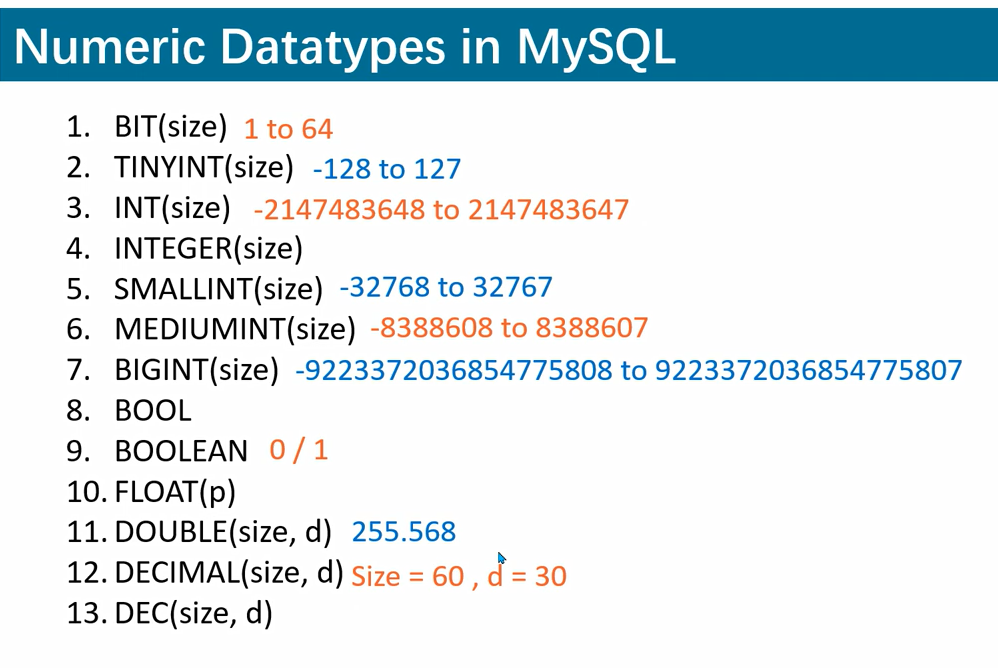 Numeric Datatypes in MySQL
1. BIT(size) 1 to 64
2. TINYINT(size) -128 to 127
3. INT(size) -2147483648 to 2147483647
4. INTEGER(size)
5. SMALLINT(size) -32768 to 32767
6. MEDIUMINT(size) -8388608 to 8388607
7. BIGINT(size) -9223372036854775808 to 9223372036854775807
8. BOOL
9. BOOLEAN 0 / 1
10. FLOAT(p)
11. DOUBLE(size, d) 255.568
12. DECIMAL(size, d) Size = 60 , d = 30
13. DEC(size, d)